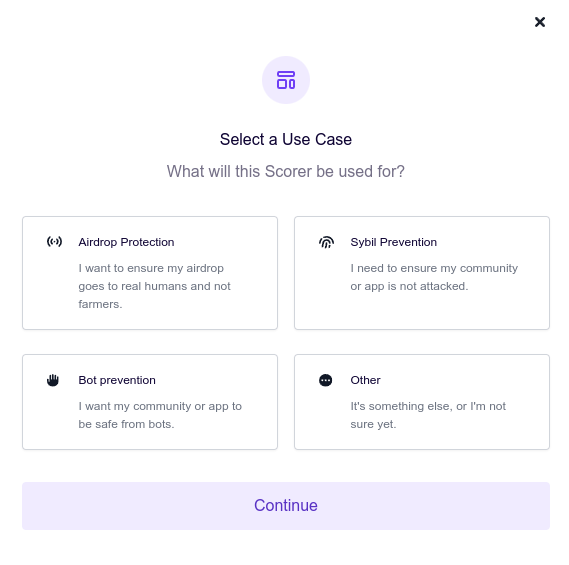 Select a Use Case
What will this Scorer be used for?
Airdrop Protection
I want to ensure my airdrop
goes to real humans and not
farmers.
Sybil Prevention
I need to ensure my community
or app is not attacked.
Bot prevention
I want my community or app to
be safe from bots.
Other
It's something else, or I'm not
sure yet.
Continue